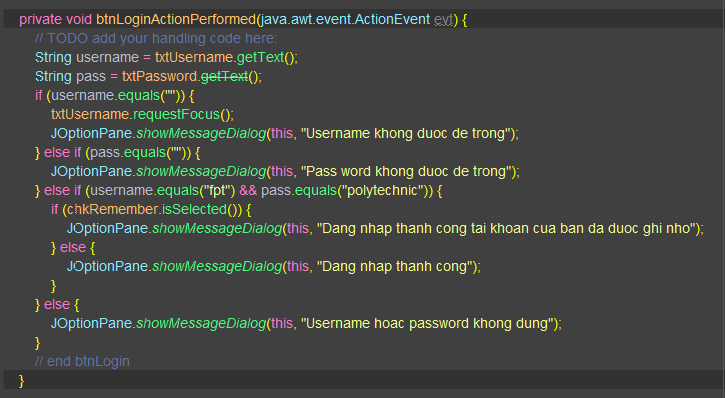 private void btnLoginActionPerformed(java.awt.event.ActionEvent evt) {
// TODO add your handling code here:
String username = txtUsername.getText();
String pass = txtPassword.getText();
if (username.equals("")) {
txtUsername.requestFocus();
JOptionPane.showMessageDialog(this, "Username khong duoc de trong");
} else if (pass.equals("")) {
JOptionPane.showMessageDialog(this, "Pass word khong duoc de trong");
} else if (username.equals("fpt") && pass.equals("polytechnic")) {
if (chkRemember.isSelected()) {
JOptionPane.showMessageDialog(this, "Dang nhap thanh cong tai khoan cua ban da duoc ghi nho");
} else {
JOptionPane.showMessageDialog(this, "Dang nhap thanh cong");
}
} else {
JOptionPane.showMessageDialog(this, "Username hoac password khong dung");
}
// end btnLogin
}